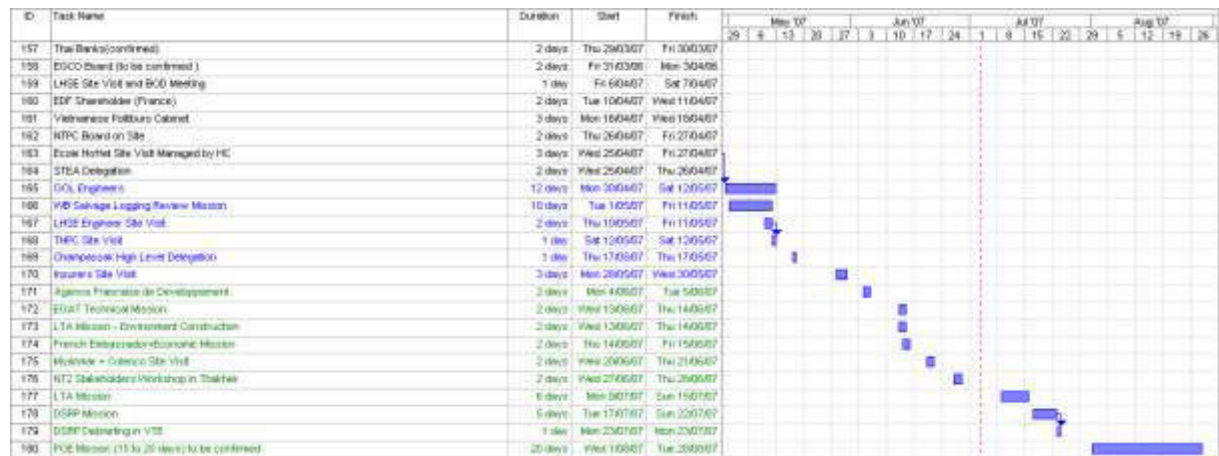 ID Task Name Duration Start Finish May '07 Jun '07 Jul '07 Aug '07
29 6 13 20 27 3 10 17 24 1 8 15 22 29 5 12 19 26
157 Thai Banks(confirmed) 2 days Thu 29/03/07 Fri 30/03/07
158 EGCO Board (to be confirmed ) 2 days Fri 31/03/06 Mon 3/04/06
159 LHSE Site Visit and BOD Meeting 1 day Fri 6/04/07 Sat 7/04/07
160 EDF Shareholder (France) 2 days Tue 10/04/07 Wed 11/04/07
161 Vietnamese Politburo Cabinet 3 days Mon 16/04/07 Wed 18/04/07
162 NTPC Board on Site 2 days Thu 26/04/07 Fri 27/04/07
163 Ecole Site Visit Managed by HC 3 days Wed 25/04/07 Fri 27/04/07
164 STEA Delegation 2 days Wed 25/04/07 Thu 26/04/07
165 GOL Engineers 12 days Mon 30/04/07 Sat 12/05/07
166 WB Salvage Logging Review Mission 10 days Tue 1/05/07 Fri 11/05/07
167 LHSE Engineer Site Visit 2 days Thu 10/05/07 Fri 11/05/07
168 THPC Site Visit 1 day Sat 12/05/07 Sat 12/05/07
169 Champassak High Level Delegation 1 day Thu 17/05/07 Thu 17/05/07
170 Insurers Site Visit 3 days Mon 28/05/07 Wed 30/05/07
171 Agence Francaise de Developpement 2 days Mon 4/06/07 Tue 5/06/07
172 EGAT Technical Mission 2 days Wed 13/06/07 Thu 14/06/07
173 LTA Mission - Environment Construction 2 days Wed 13/06/07 Thu 14/06/07
174 French Embassador+Economic Mission 2 days Thu 14/06/07 Fri 15/06/07
175 Myanmar + Colenco Site Visit 2 days Wed 20/06/07 Thu 21/06/07
176 NT2 Stakeholders Workshop in Thakhek 2 days Wed 27/06/07 Thu 28/06/07
177 LTA Mission 6 days Mon 9/07/07 Sun 15/07/07
178 DSRP Mission 5 days Tue 17/07/07 Sun 22/07/07
179 DSRP Debriefing in VTE 1 day Mon 23/07/07 Mon 23/07/07
180 POE Mission (15 to 20 days) to be confirmed 20 days Wed 1/08/07 Tue 28/08/07